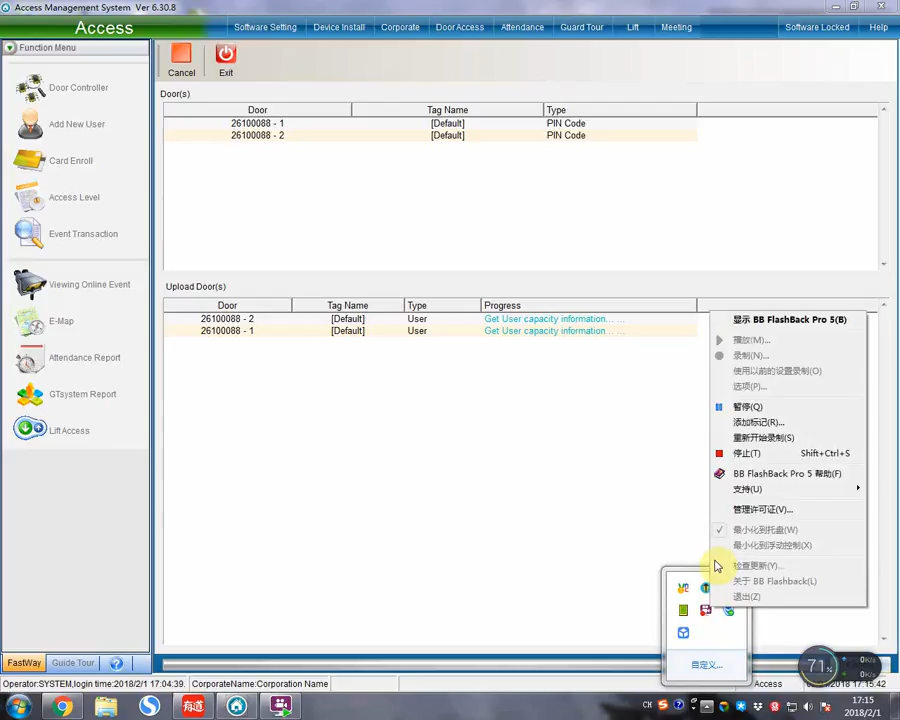 Access Management System  Ver 6.30.8
Access
Software Setting
Device Install
Corporate
Door Access
Attendance
Guard Tour
Lift
Meeting
Software Locked
Help
Function Menu
Door Controller
Add New User
Card Enroll
Access Level
Event Transaction
Viewing Online Event
E-Map
Attendance Report
GTsystem Report
Lift Access
Cancel
Exit
Door(s)
Door Tag Name Type
26100088 - 1 [Default] PIN Code
26100088 - 2 [Default] PIN Code
Upload Door(s)
Door Tag Name Type Progress
26100088 - 2 [Default] User Get User capacity information... ...
26100088 - 1 [Default] User Get User capacity information... ...
显示 BB FlashBack Pro 5(B)
播放(M)...
录制(N)...
使用以前的设置录制(O)
选项(P)...
暂停(Q)
添加标记(R)...
重新开始录制(S)
停止(T) Shift+Ctrl+S
BB FlashBack Pro 5 帮助(F)
支持(U)
管理许可证(V)...
最小化到托盘(W)
最小化到浮动控制(X)
检查更新(Y)...
关于 BB Flashback(L)
退出(Z)
自定义...
71%
0K/s
0K/s
FastWay
Guide Tour
Operator:SYSTEM,login time:2018/2/1 17:04:39.
CorporateName:Corporation Name
Access
2018 17:15:42
有道
CH
17:15
2018/2/1